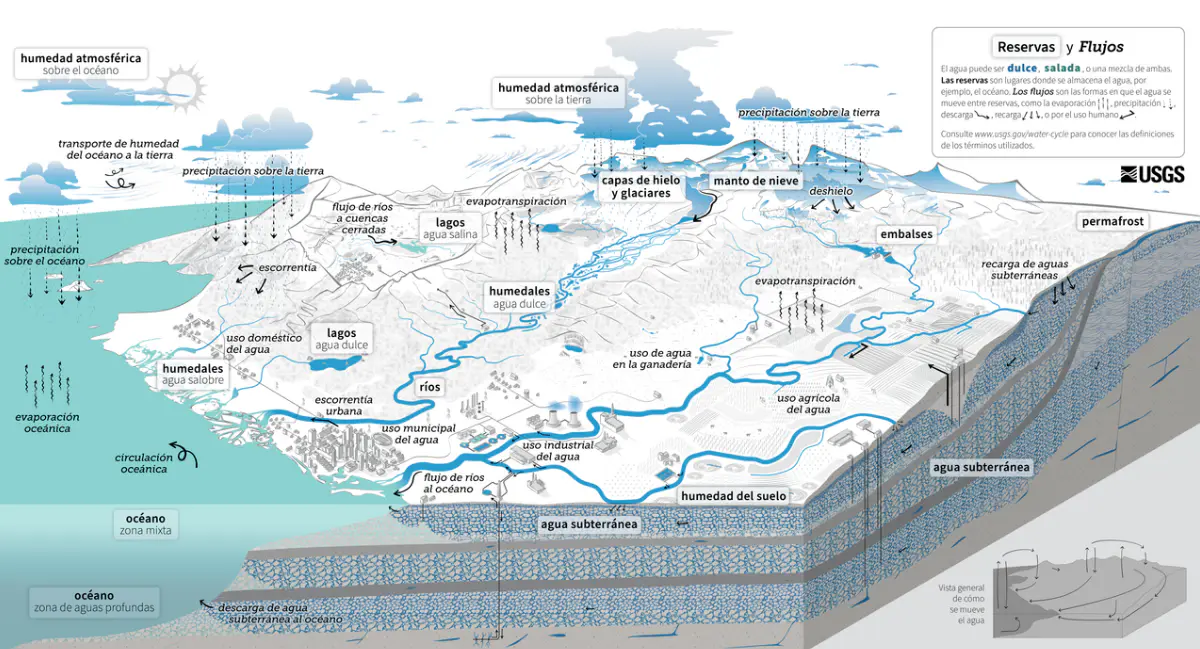 humedad atmosférica
sobre el océano
humedad atmosférica
sobre la tierra
precipitación sobre la tierra
Reservas y Flujos
El agua puede ser dulce, salada, o una mezcla de ambas.
Las reservas son lugares donde se almacena el agua, por
ejemplo, el océano. Los flujos son las formas en que el agua se
mueve entre reservas, como la evaporación, precipitación,
descarga, recarga, o por el uso humano.
Consulte www.usgs.gov/water-cycle para conocer las definiciones
de los términos utilizados.
USGS
transporte de humedad
del océano a la tierra
precipitación sobre la tierra
capas de hielo
y glaciares
manto de nieve
deshielo
flujo de ríos
a cuencas
cerradas
lagos
agua salina
evapotranspiración
embalses
permafrost
precipitación
sobre el océano
escorrentía
recarga de aguas
subterráneas
humedales
agua dulce
evapotranspiración
uso doméstico
del agua
lagos
agua dulce
uso de agua
en la ganadería
humedales
agua salobre
ríos
evaporación
oceánica
escorrentía
urbana
uso municipal
del agua
uso agrícola
del agua
uso industrial
del agua
circulación
oceánica
flujo de ríos
al océano
agua subterránea
humedad del suelo
océano
zona mixta
agua subterránea
océano
zona de aguas profundas
descarga de agua
subterránea al océano
Vista general
de cómo
se mueve
el agua